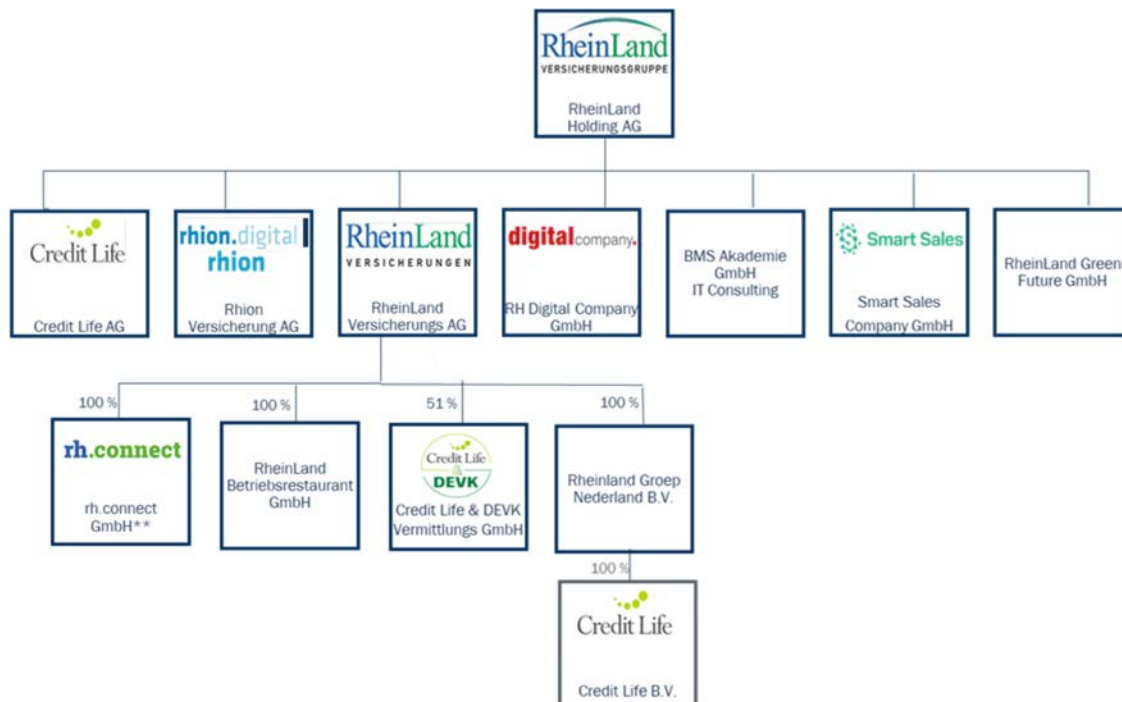 RheinLand
VERSICHERUNGSGRUPPE
RheinLand
Holding AG
Credit Life
Credit Life AG
rhion.digital
rhion
Rhion
Versicherung AG
RheinLand
VERSICHERUNGEN
RheinLand
Versicherungs AG
digitalcompany.
RH Digital Company
GmbH
BMS Akademie
GmbH
IT Consulting
Smart Sales
Smart Sales
Company GmbH
RheinLand Green
Future GmbH
100 %
rh.connect
rh.connect
GmbH**
100 %
RheinLand
Betriebsrestaurant
GmbH
51 %
Credit Life
&
DEVK
Credit Life & DEVK
Vermittlungs GmbH
100 %
Rheinland Groep
Nederland B.V.
100 %
Credit Life
Credit Life B.V.